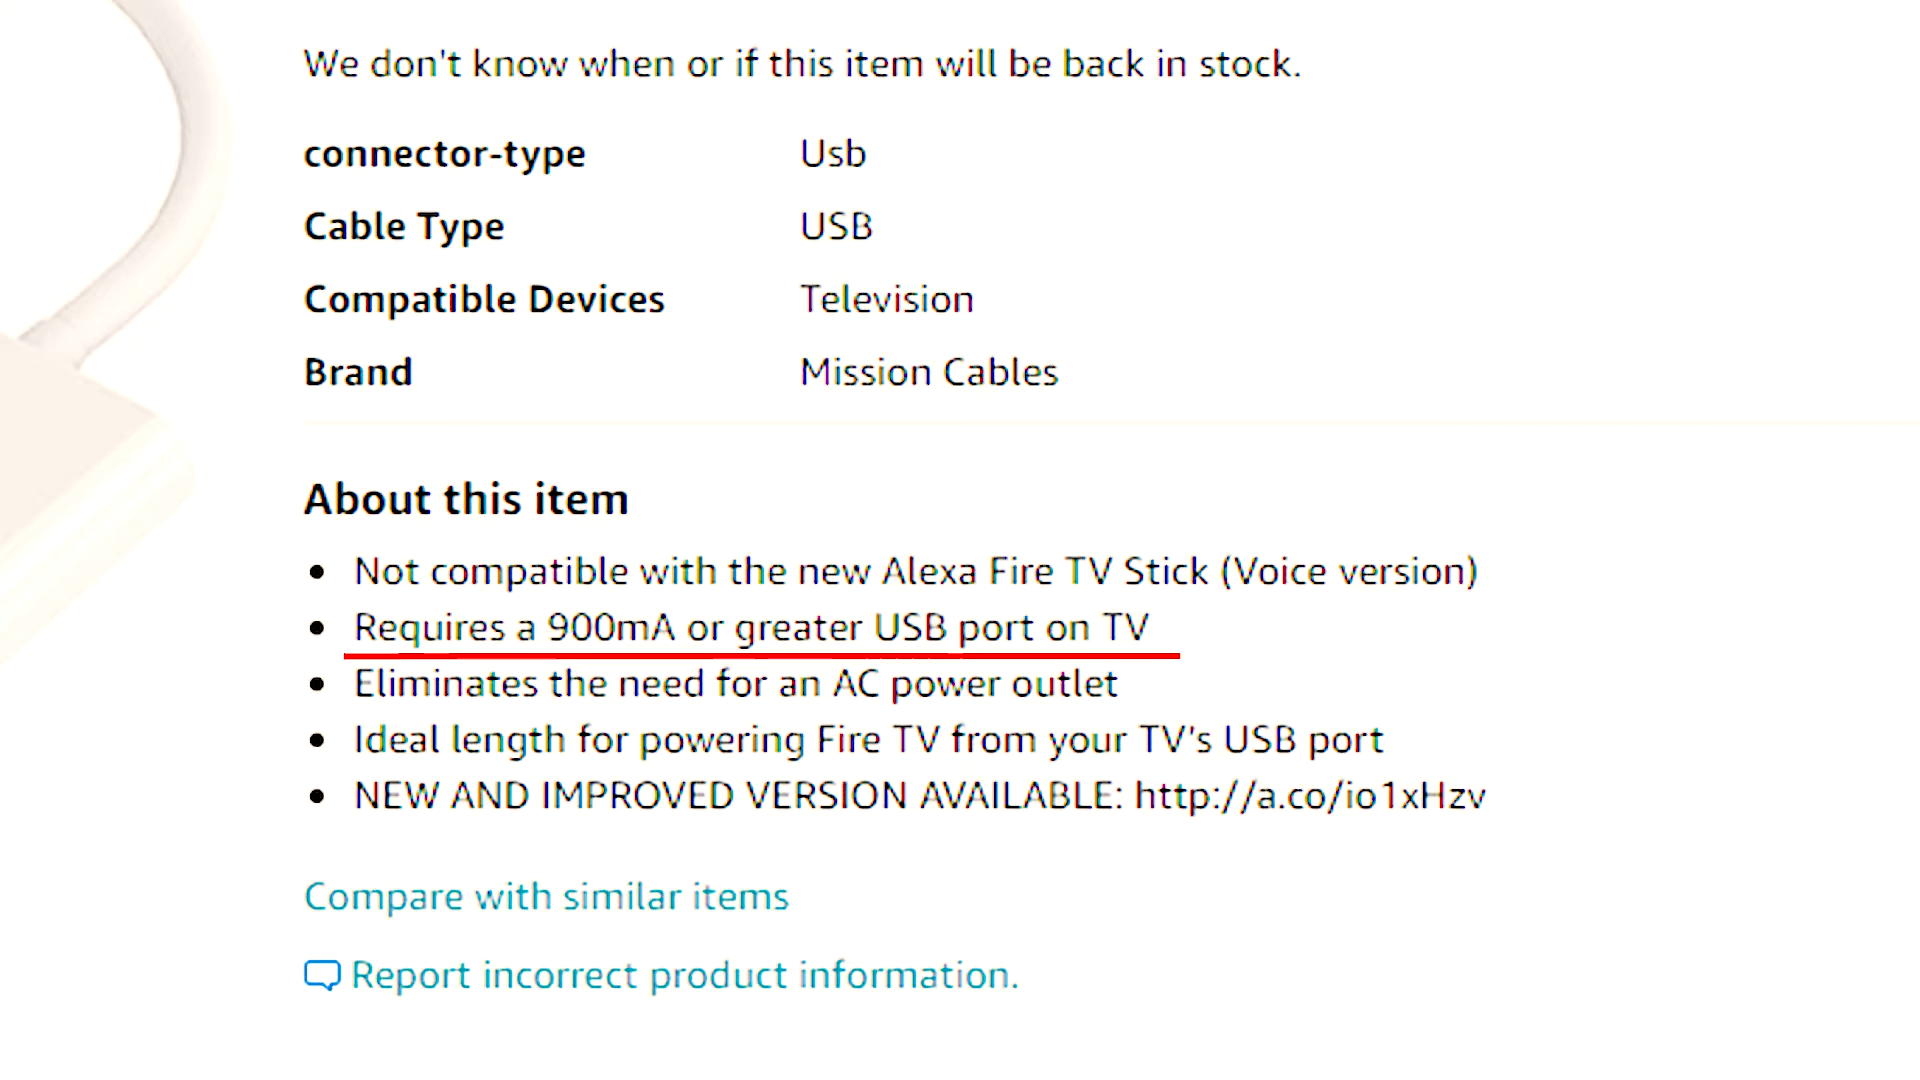 We don't know when or if this item will be back in stock.
connector-type Usb
Cable Type USB
Compatible Devices Television
Brand Mission Cables
About this item
• Not compatible with the new Alexa Fire TV Stick (Voice version)
• Requires a 900mA or greater USB port on TV
• Eliminates the need for an AC power outlet
• Ideal length for powering Fire TV from your TV's USB port
• NEW AND IMPROVED VERSION AVAILABLE: http://a.co/io1xHzv
Compare with similar items
Report incorrect product information.